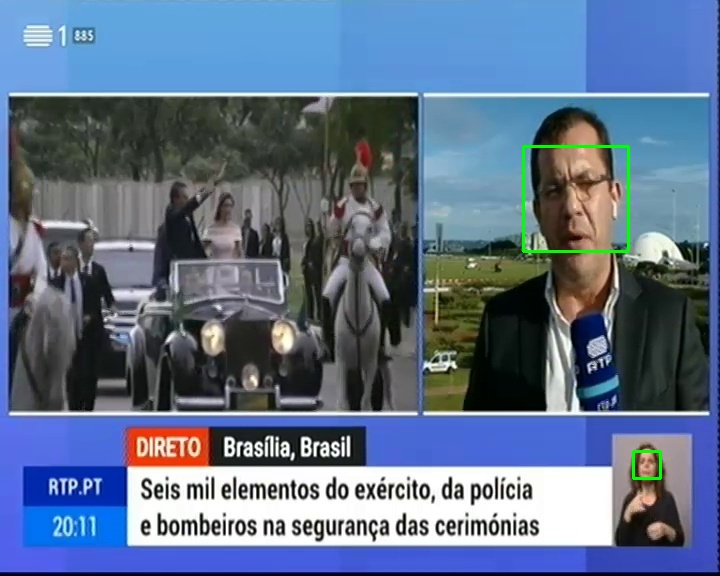 1 885
RTP
DIRETO Brasília, Brasil
RTP.PT
20:11
Seis mil elementos do exército, da polícia
e bombeiros na segurança das cerimónias